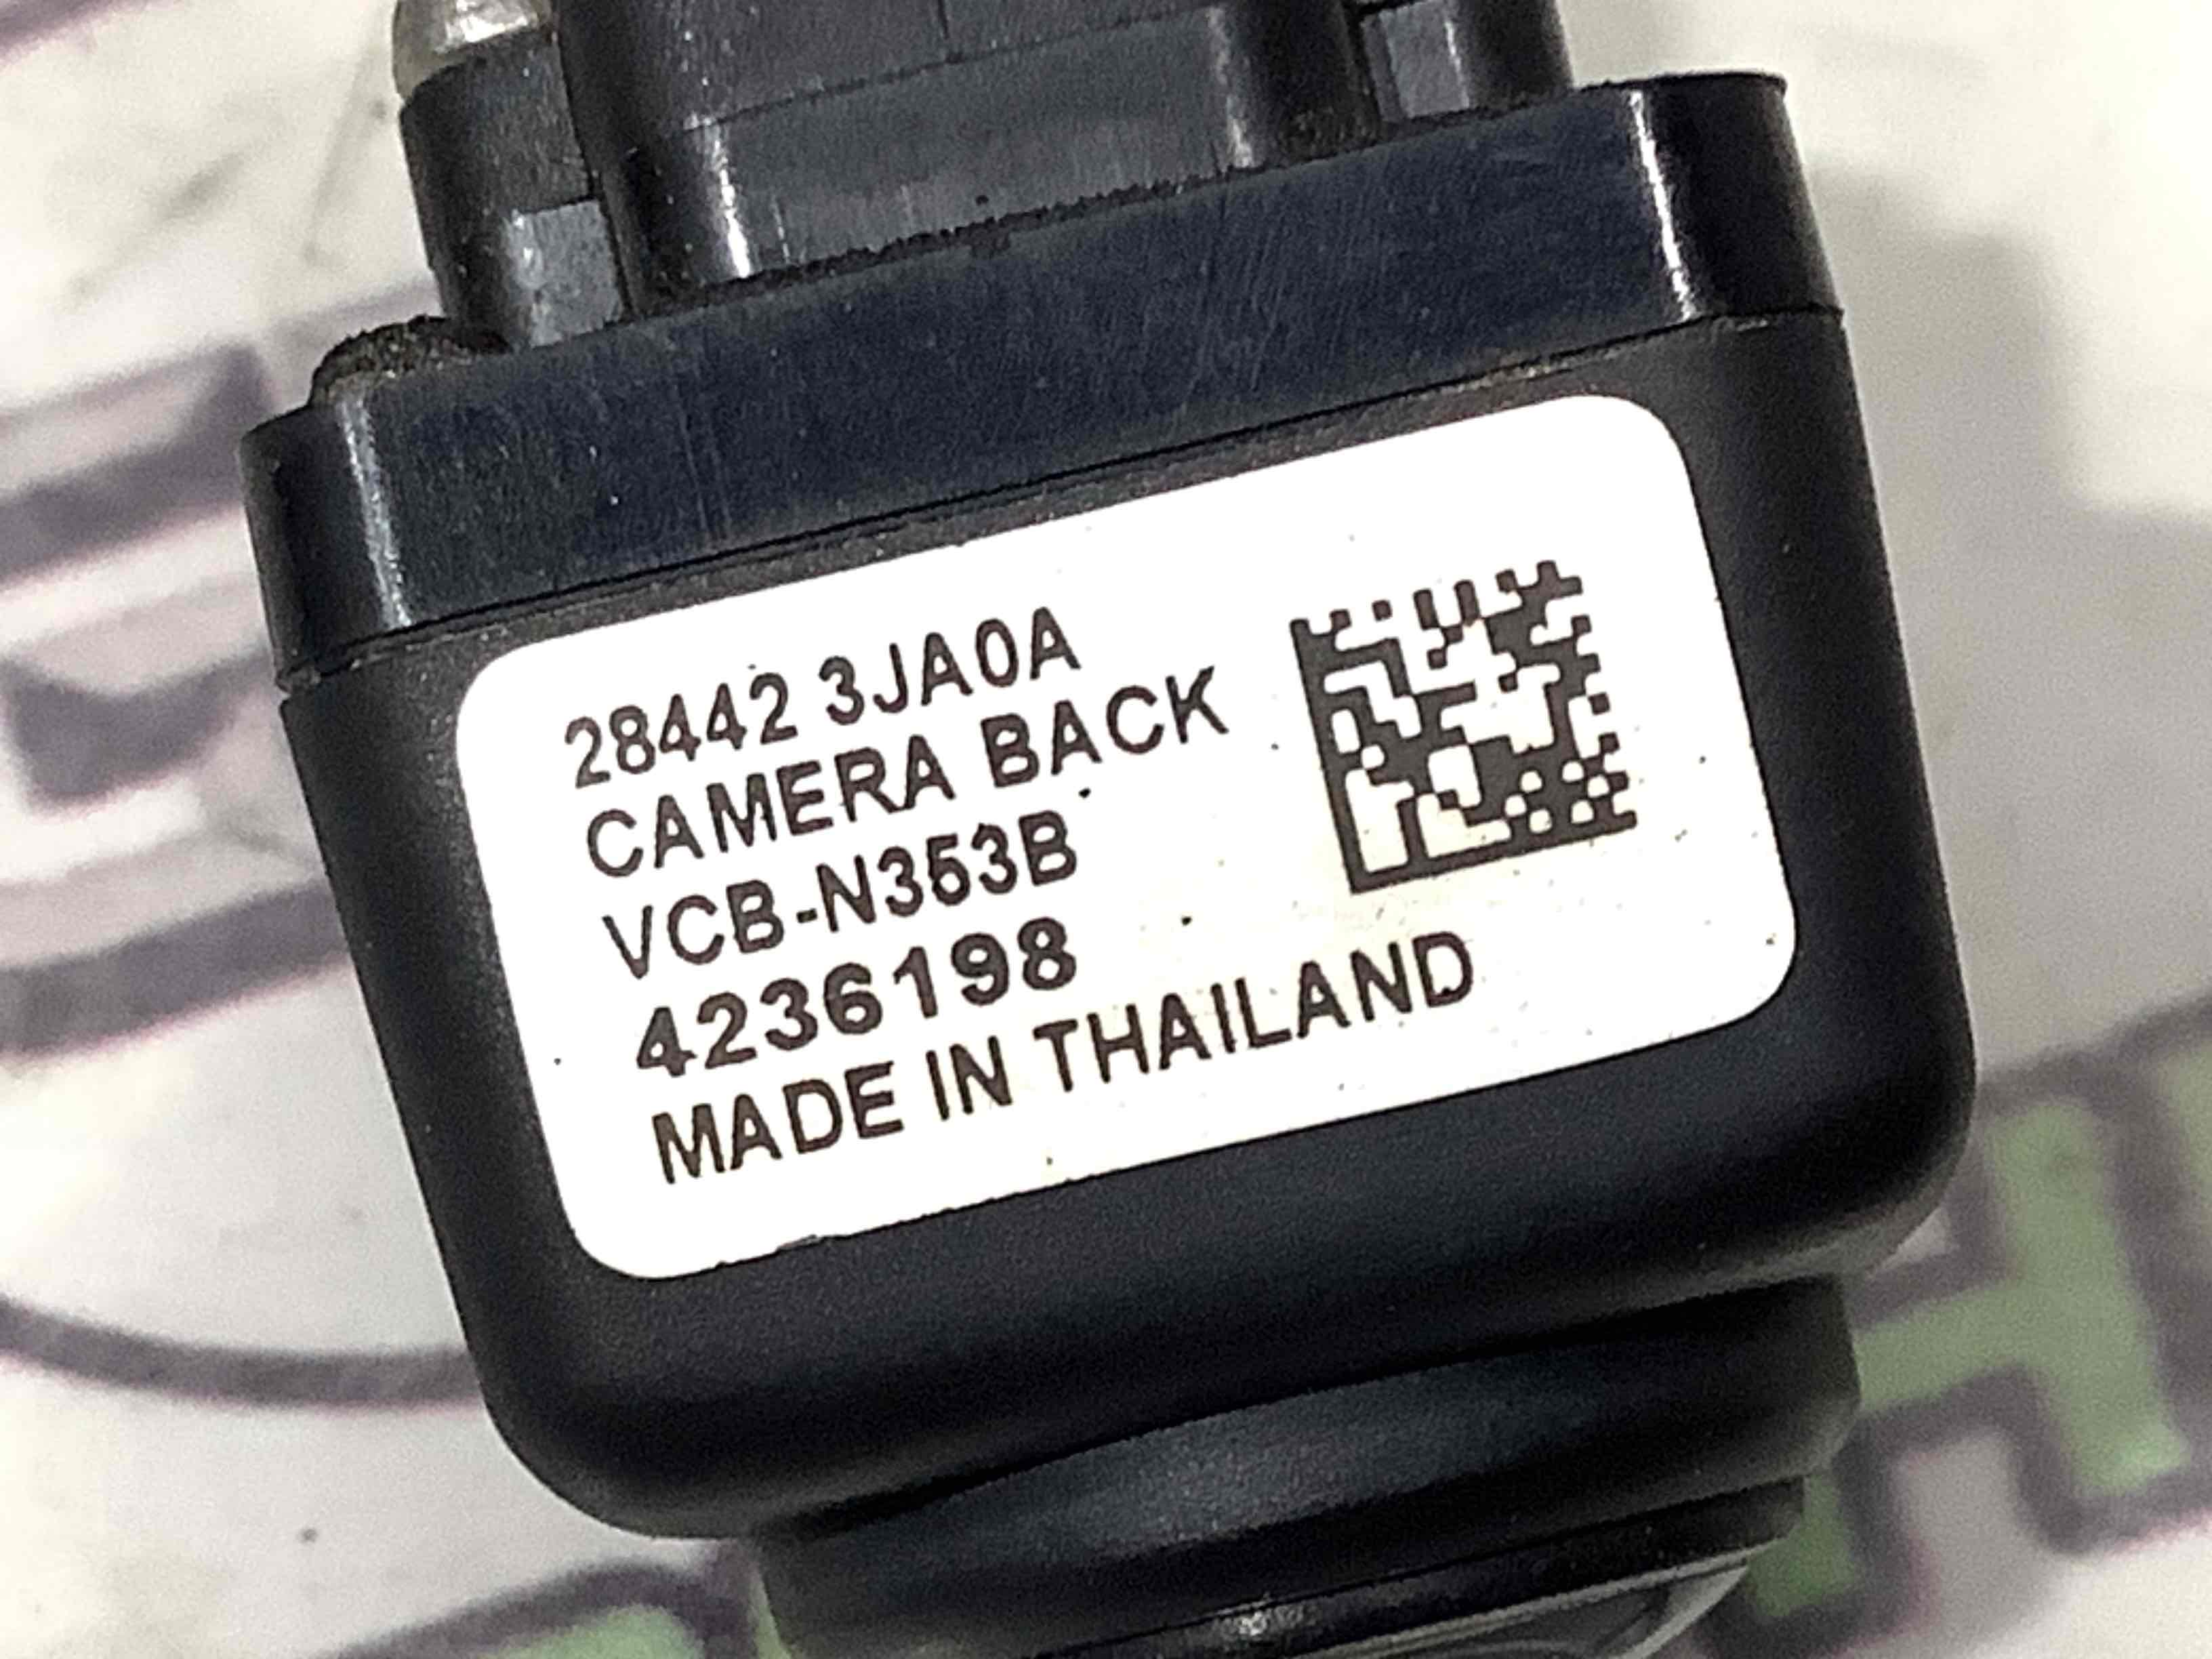 28442 3JA0A
CAMERA BACK
VCB-N353B
4236198
MADE IN THAILAND